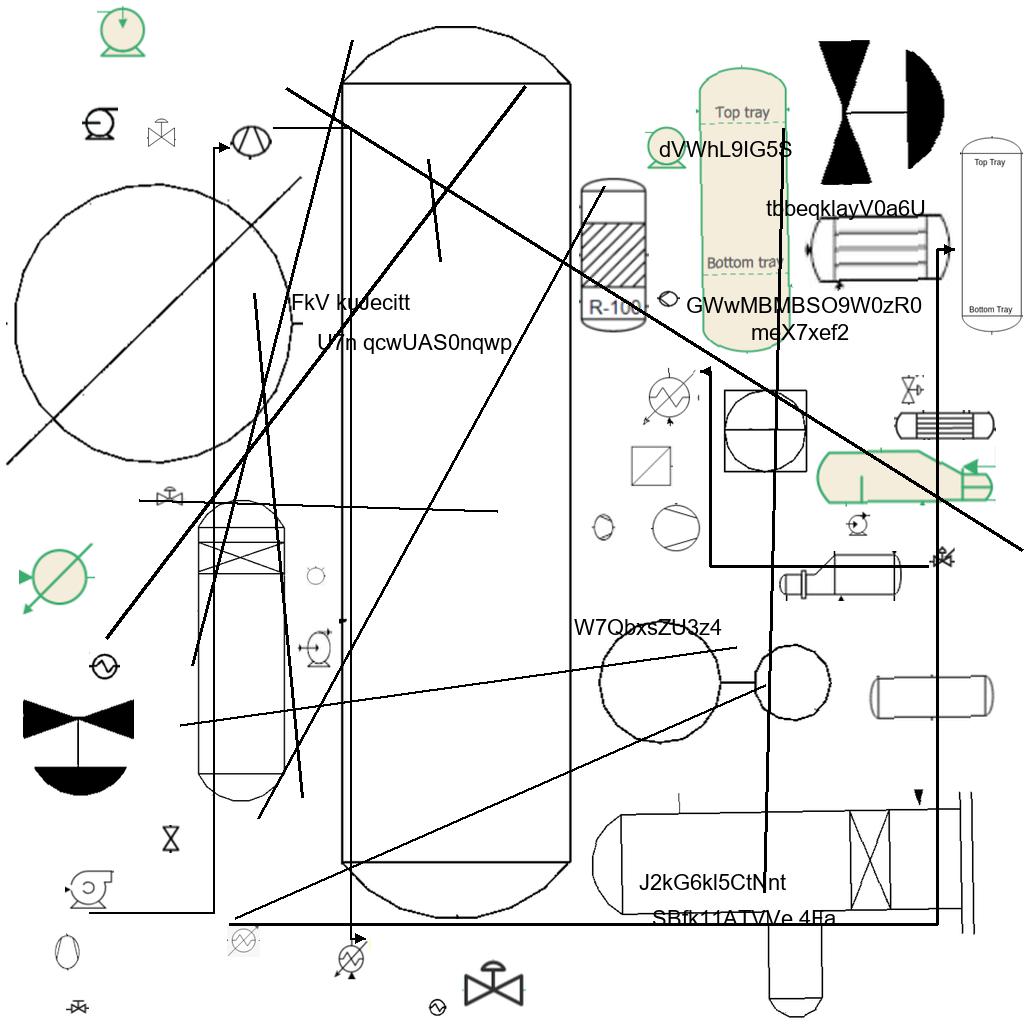 Top tray
dVWhL9IG5S
Top Tray
tbbeqklayV0a6U
Bottom tray
FkV kuJecitt
R-100
GWwMBMBSO9W0zR0
Bottom Tray
meX7xef2
U7n qcwUAS0nqwp
W7QbxsZU3z4
J2kG6kl5CtNnt
SBfk11ATVVe 4Fa